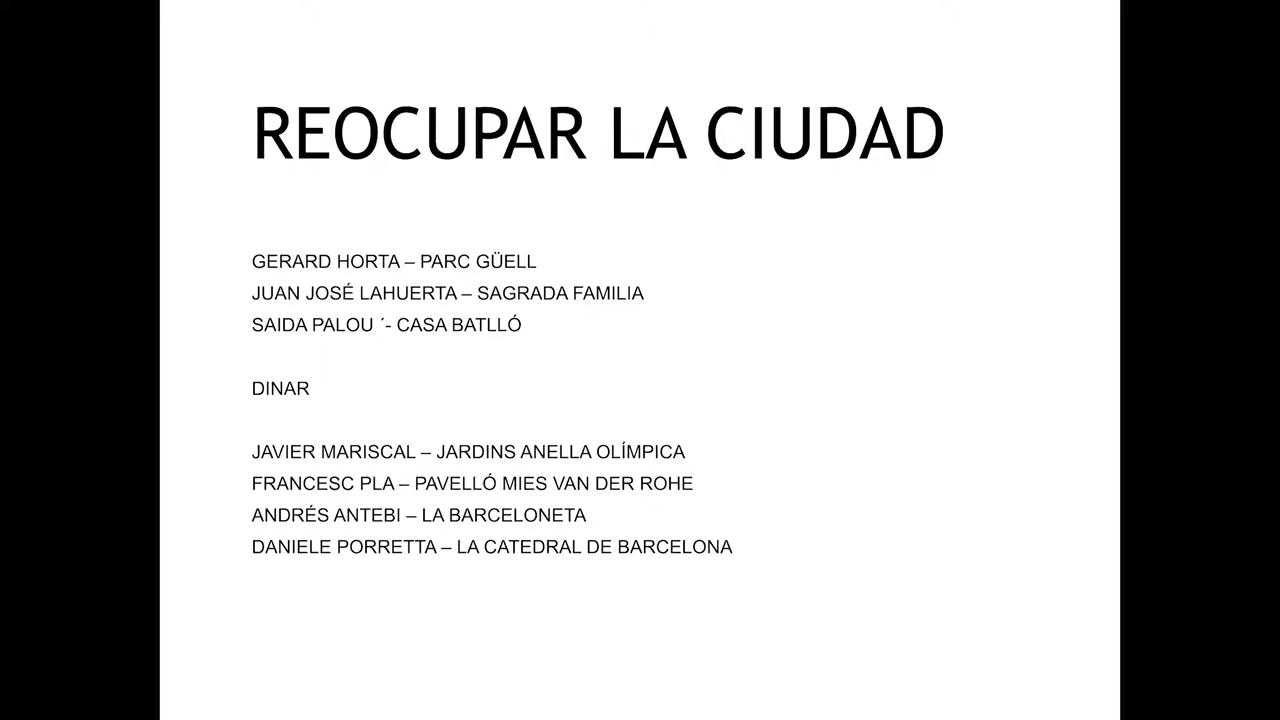 REOCUPAR LA CIUDAD
GERARD HORTA – PARC GÜELL
JUAN JOSÉ LAHUERTA – SAGRADA FAMILIA
SAIDA PALOU ´- CASA BATLLÓ
DINAR
JAVIER MARISCAL – JARDINS ANELLA OLÍMPICA
FRANCESC PLA – PAVELLÓ MIES VAN DER ROHE
ANDRÉS ANTEBI – LA BARCELONETA
DANIELE PORRETTA – LA CATEDRAL DE BARCELONA